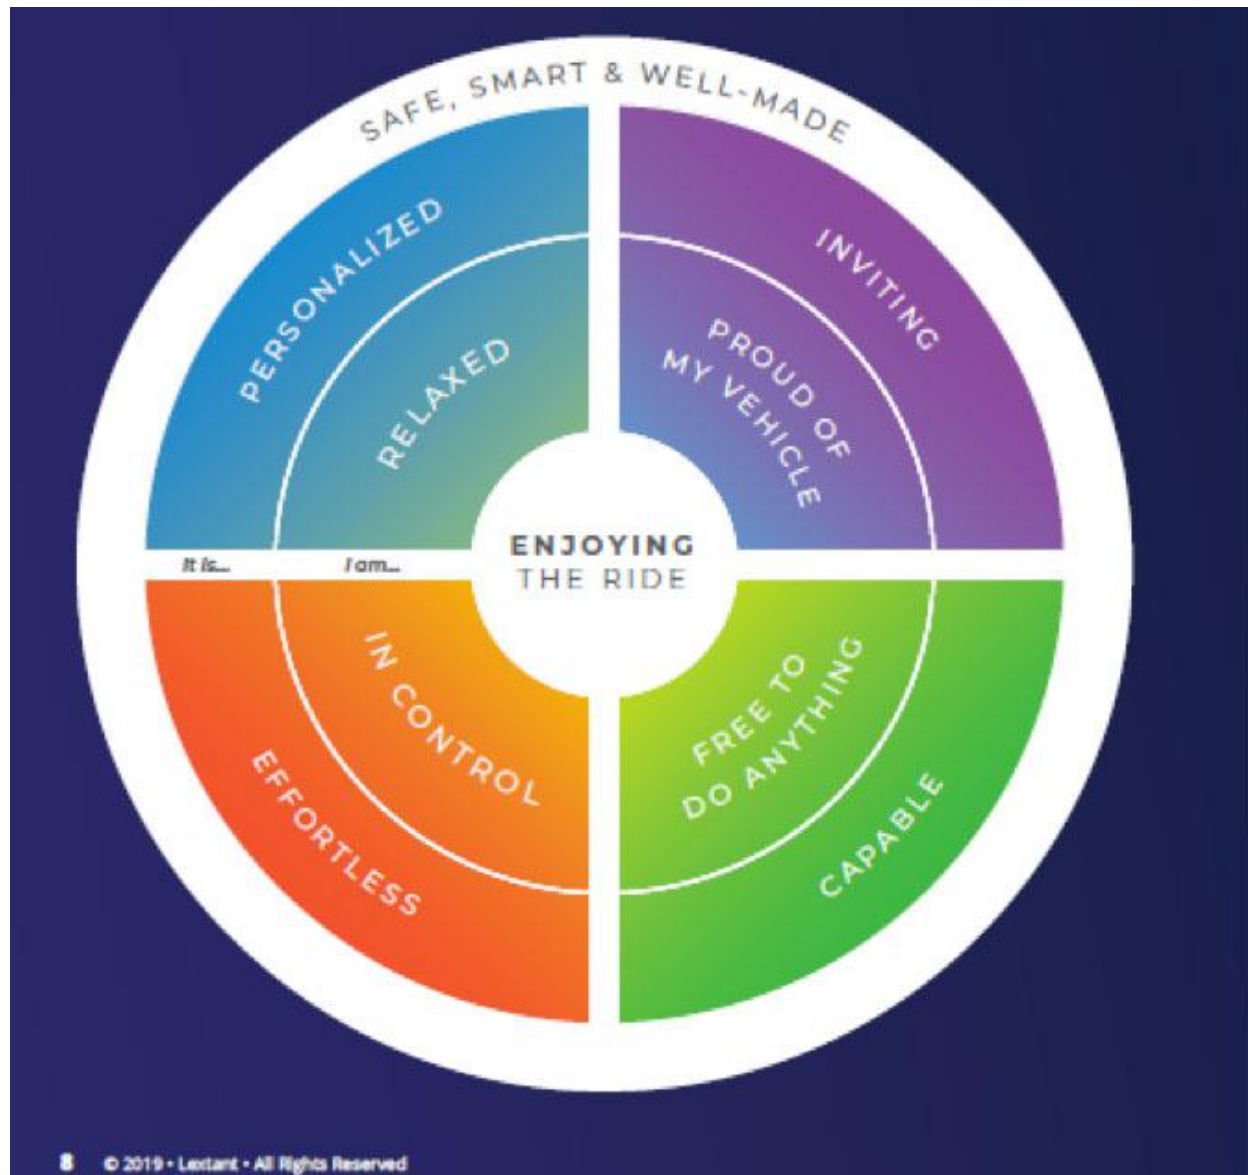 SAFE, SMART & WELL-MADE
PERSONALIZED
RELAXED
INVITING
PROUD OF
MY VEHICLE
It is...
I am...
ENJOYING
THE RIDE
IN CONTROL
EFFORTLESS
FREE TO
DO ANYTHING
CAPABLE
8 © 2019 • Lextant • All Rights Reserved